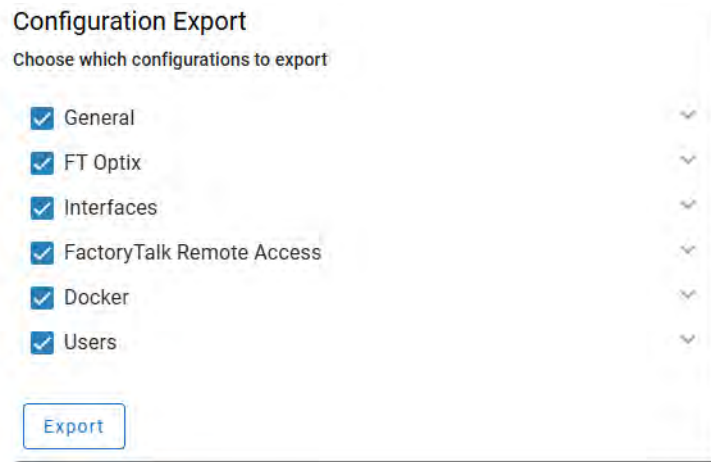 Configuration Export
Choose which configurations to export
General
FT Optix
Interfaces
FactoryTalk Remote Access
Docker
Users
Export